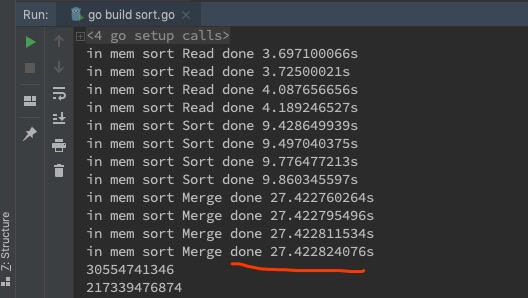 Run: go build sort.go
<4 go setup calls>
in mem sort Read done 3.697100066s
in mem sort Read done 3.72500021s
in mem sort Read done 4.087656656s
in mem sort Read done 4.189246527s
in mem sort Sort done 9.428649939s
in mem sort Sort done 9.497040375s
in mem sort Sort done 9.776477213s
in mem sort Sort done 9.860345597s
in mem sort Merge done 27.422760264s
in mem sort Merge done 27.422795496s
in mem sort Merge done 27.422811534s
in mem sort Merge done 27.422824076s
30554741346
217339476874
Z: Structure